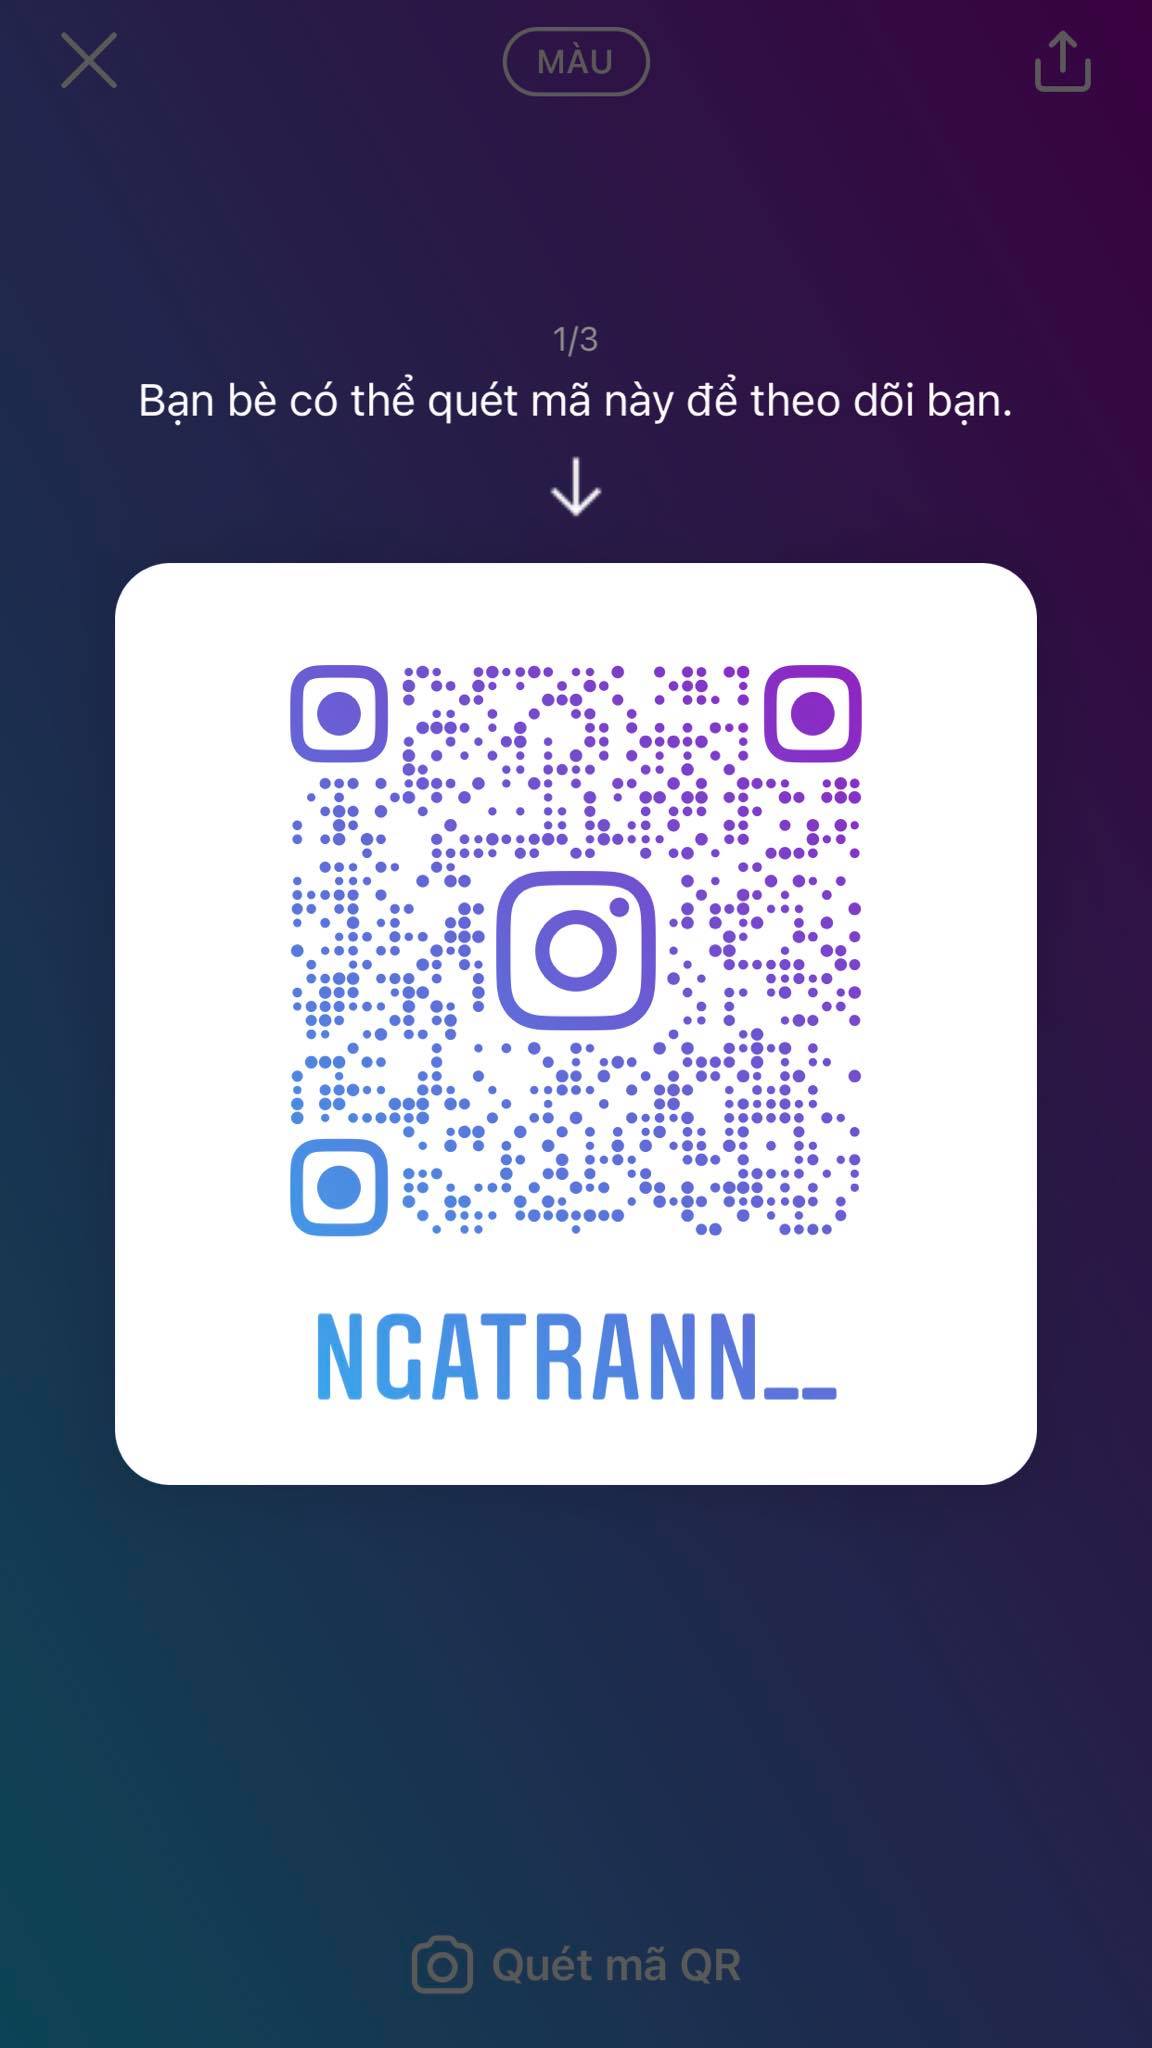 MÀU
1/3
Bạn bè có thể quét mã này để theo dõi bạn.
NGATRANN__
Quét mã QR